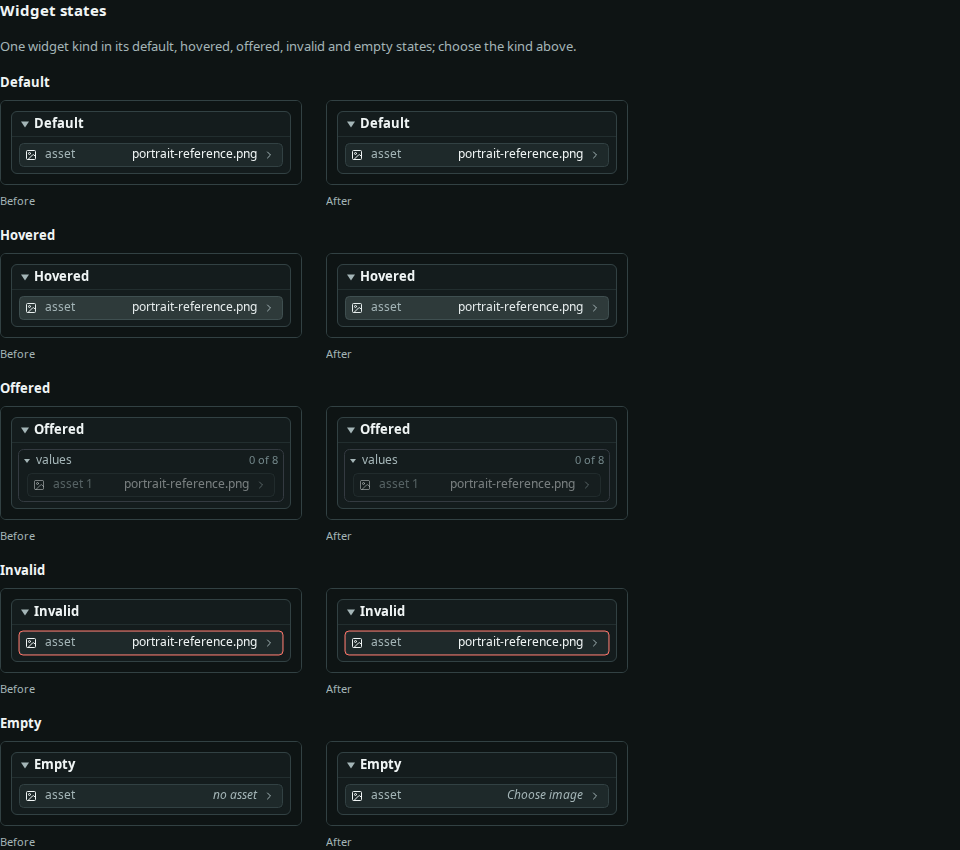 Widget states
One widget kind in its default, hovered, offered, invalid and empty states; choose the kind above.
Default
Default
asset portrait-reference.png
Before
Default
asset portrait-reference.png
After
Hovered
Hovered
asset portrait-reference.png
Before
Hovered
asset portrait-reference.png
After
Offered
Offered
values 0 of 8
asset 1 portrait-reference.png
Before
Offered
values 0 of 8
asset 1 portrait-reference.png
After
Invalid
Invalid
asset portrait-reference.png
Before
Invalid
asset portrait-reference.png
After
Empty
Empty
asset no asset
Before
Empty
asset Choose image
After